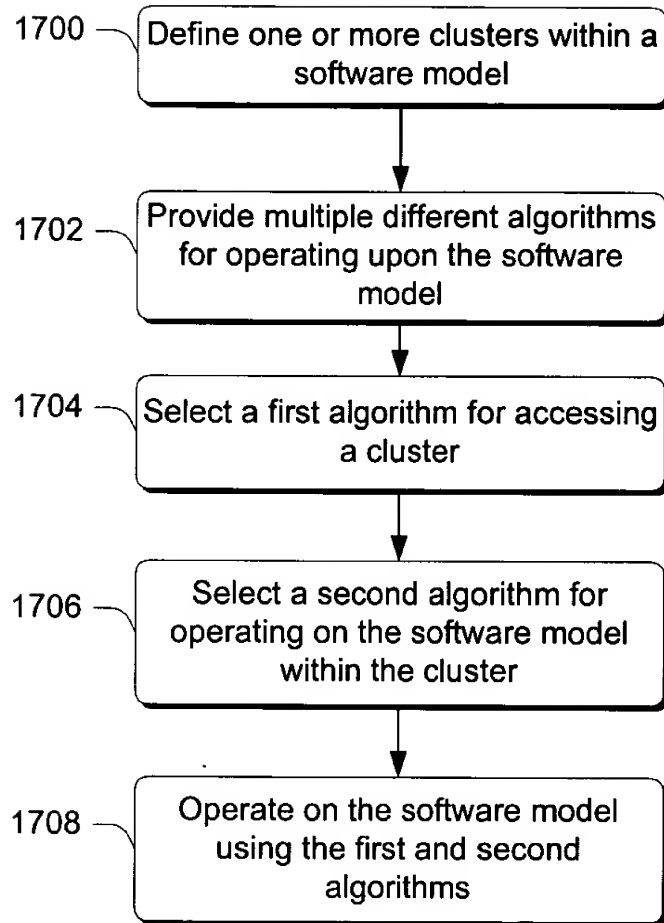 1700
Define one or more clusters within a
software model
1702
Provide multiple different algorithms
for operating upon the software
model
1704
Select a first algorithm for accessing
a cluster
1706
Select a second algorithm for
operating on the software model
within the cluster
1708
Operate on the software model
using the first and second
algorithms